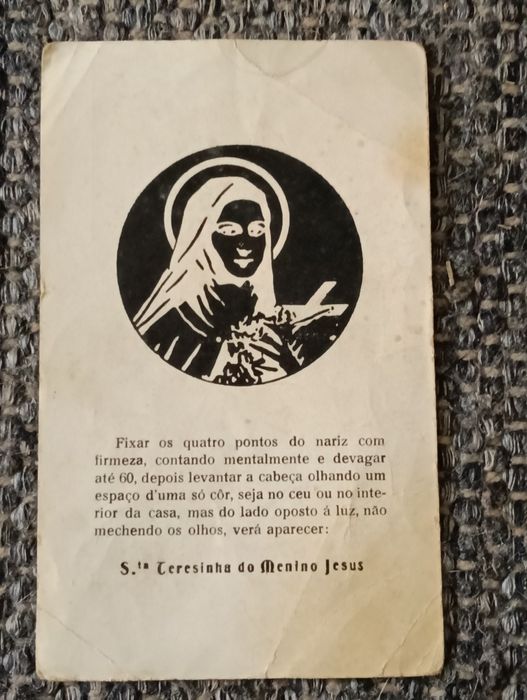 Fixar os quatro pontos do nariz com
firmeza, contando mentalmente e devagar
até 60, depois levantar a cabeça olhando um
espaço d'uma só côr, seja no ceu ou no inte-
rior da casa, mas do lado oposto á luz, não
mechendo os olhos, verá aparecer:
S.ta Teresinha do Menino Jesus